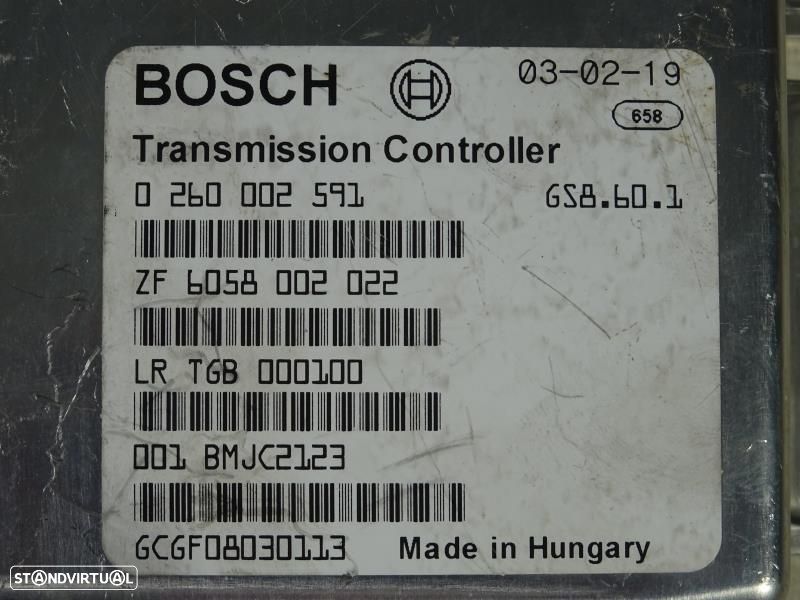 BOSCH 03-02-19
658
Transmission Controller
0 260 002 591 GS8.60.1
ZF 6058 002 022
LR TGB 000100
001 BMJC2123
GCGF08030113 Made in Hungary
STANDVIRTUAL